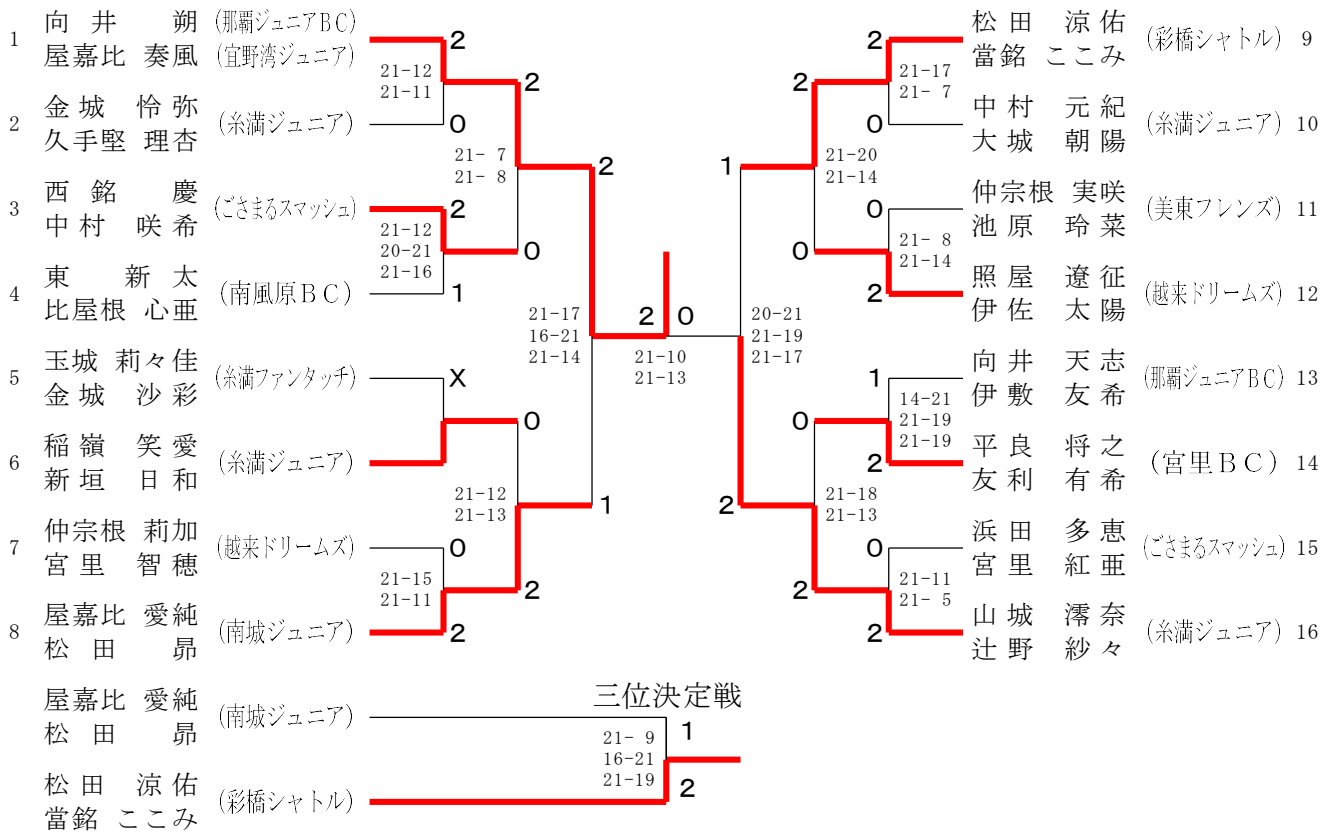 1 向井 朔 (那覇ジュニアBC)
屋嘉比 奏風 (宜野湾ジュニア)
2
21-12
21-11
2
2 金城 怜弥
久手堅 理杏 (糸満ジュニア)
0
21- 7
21- 8
2
3 西銘 慶
中村 咲希 (ごさまるスマッシュ)
2
21-12
20-21
21-16
0
4 東 新太
比屋根 心亜 (南風原BC)
1
21-17
16-21
21-14
5 玉城 莉々佳
金城 沙彩 (糸満ファンタッチ)
X
0
6 稲嶺 笑愛
新垣 日和 (糸満ジュニア)
21-12
21-13
1
7 仲宗根 莉加
宮里 智穂 (越来ドリームズ)
0
21-15
21-11
2
8 屋嘉比 愛純
松田 昴 (南城ジュニア)
2
2 0
21-10
21-13
松田 涼佑
當銘 ここみ (彩橋シャトル) 9
2
21-17
21- 7
2
中村 元紀
大城 朝陽 (糸満ジュニア) 10
0
21-20
21-14
1
仲宗根 実咲
池原 玲菜 (美東フレンズ) 11
0
21- 8
21-14
0
照屋 遼征
伊佐 太陽 (越来ドリームズ) 12
2
20-21
21-19
21-17
向井 天志
伊敷 友希 (那覇ジュニアBC) 13
1
14-21
21-19
21-19
0
平良 将之
友利 有希 (宮里BC) 14
2
21-18
21-13
2
浜田 多恵
宮里 紅亜 (ごさまるスマッシュ) 15
0
21-11
21- 5
2
山城 澪奈
辻野 紗々 (糸満ジュニア) 16
2
三位決定戦
屋嘉比 愛純
松田 昴 (南城ジュニア)
1
21- 9
16-21
21-19
松田 涼佑
當銘 ここみ (彩橋シャトル)
2